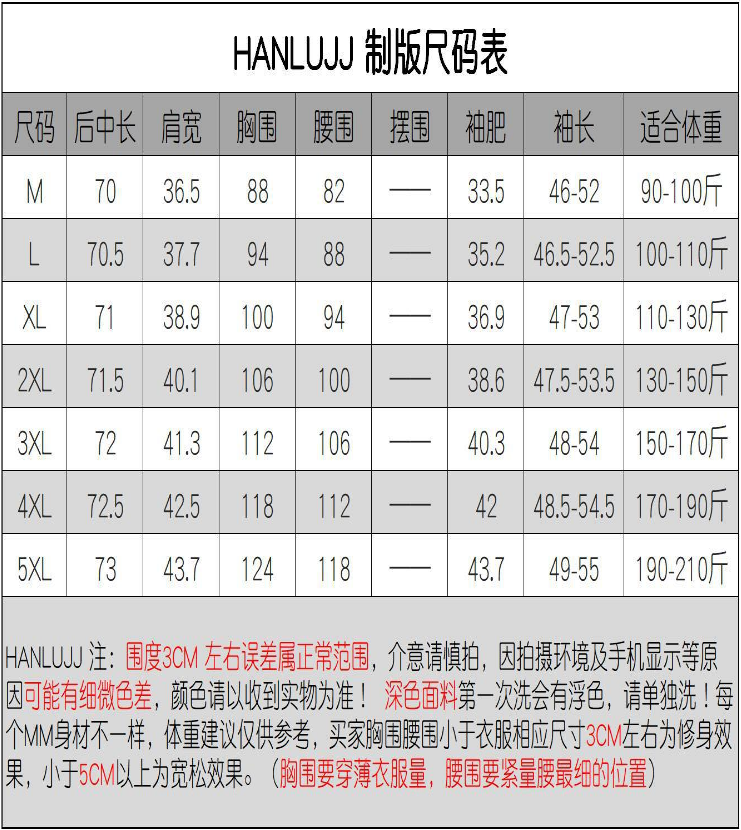 HANLUJJ 制版尺码表
尺码 后中长 肩宽 胸围 腰围 摆围 袖肥 袖长 适合体重
M 70 36.5 88 82 —— 33.5 46-52 90-100斤
L 70.5 37.7 94 88 —— 35.2 46.5-52.5 100-110斤
XL 71 38.9 100 94 —— 36.9 47-53 110-130斤
2XL 71.5 40.1 106 100 —— 38.6 47.5-53.5 130-150斤
3XL 72 41.3 112 106 —— 40.3 48-54 150-170斤
4XL 72.5 42.5 118 112 —— 42 48.5-54.5 170-190斤
5XL 73 43.7 124 118 —— 43.7 49-55 190-210斤
HANLUJJ 注：围度3CM 左右误差属正常范围，介意请慎拍，因拍摄环境及手机显示等原
因可能有细微色差，颜色请以收到实物为准！ 深色面料第一次洗会有浮色，请单独洗！每
个MM身材不一样，体重建议仅供参考，买家胸围腰围小于衣服相应尺寸3CM左右为修身效
果，小于5CM以上为宽松效果。（胸围要穿薄衣服量，腰围要紧量腰最细的位置）